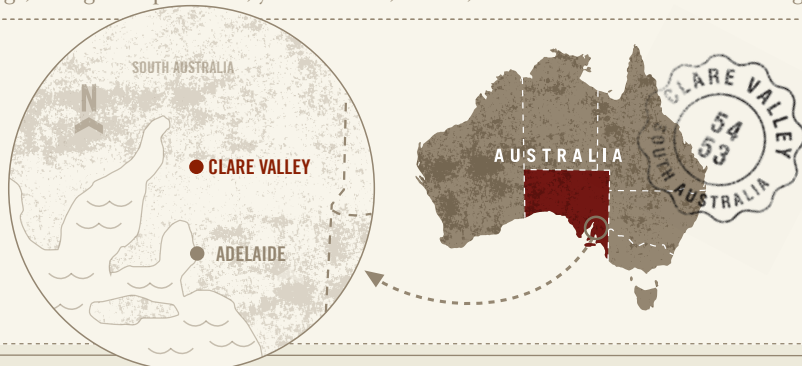 SOUTH AUSTRALIA
N
CLARE VALLEY
ADELAIDE
AUSTRALIA
CLARE VALLEY
54
53
SOUTH AUSTRALIA